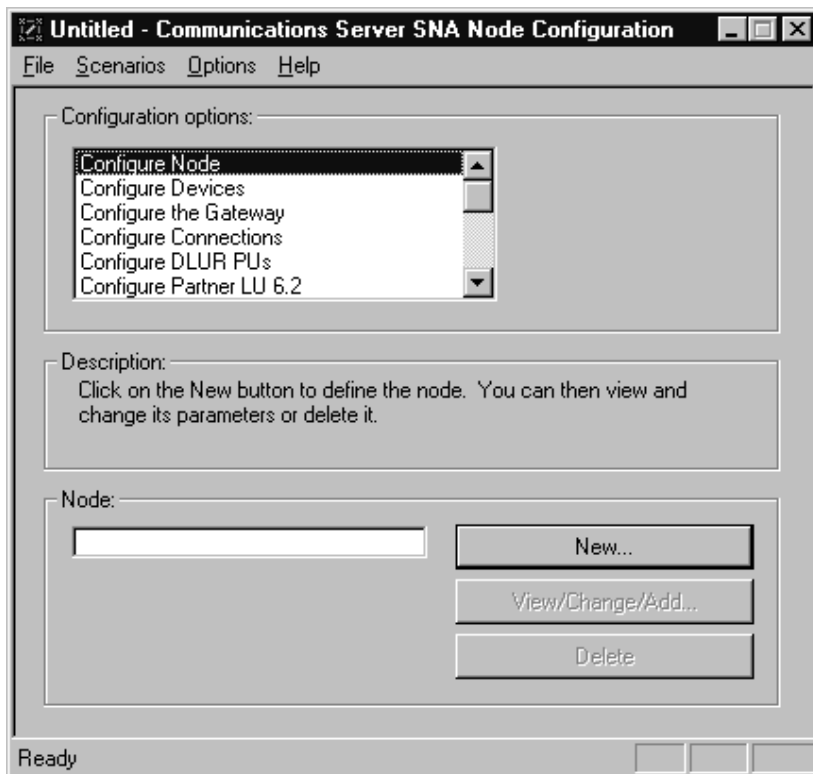 Untitled - Communications Server SNA Node Configuration
File Scenarios Options Help
Configuration options:
Configure Node
Configure Devices
Configure the Gateway
Configure Connections
Configure DLUR PUs
Configure Partner LU 6.2
Description:
Click on the New button to define the node. You can then view and
change its parameters or delete it.
Node:
New...
View/Change/Add...
Delete
Ready